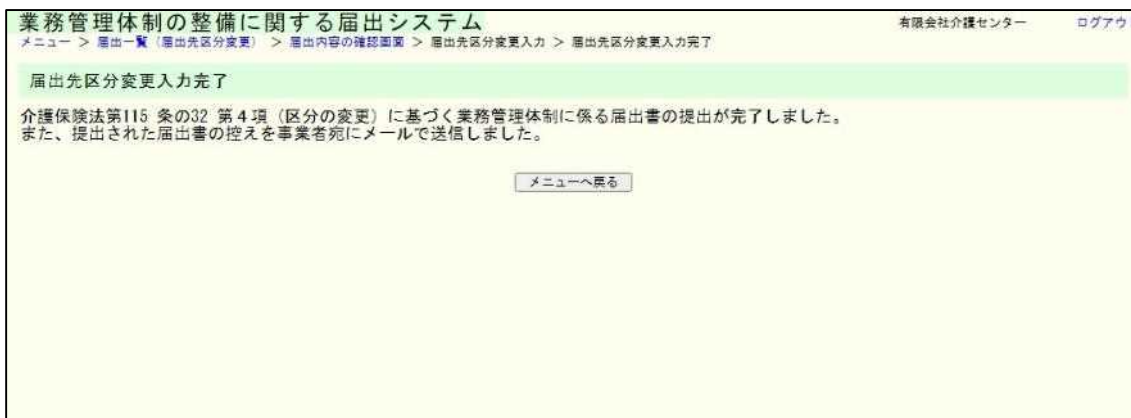 業務管理体制の整備に関する届出システム
有限会社介護センター ログアウ
メニュー > 届出一覧（届出先区分変更） > 届出内容の確認画面 > 届出先区分変更入力 > 届出先区分変更入力完了
届出先区分変更入力完了
介護保険法第115 条の32 第４項（区分の変更）に基づく業務管理体制に係る届出書の提出が完了しました。
また、提出された届出書の控えを事業者宛にメールで送信しました。
メニューへ戻る